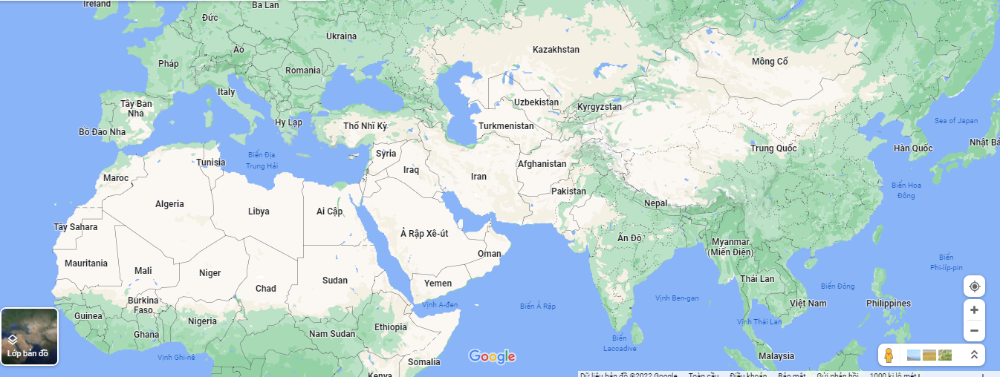 Ireland
Ba Lan
Đức
Ukraina
Áo
Kazakhstan
Pháp
Mông Cổ
Romania
Italy
Tây Ban
Nha
Uzbekistan
Kyrgyzstan
Hy Lạp
Thổ Nhĩ Kỳ
Turkmenistan
Sea of Japan
Bồ Đào Nha
Nhật Bả
Hàn Quốc
Trung Quốc
Syria
Biển Địa
Trung Hải
Tunisia
Afghanistan
Iraq
Iran
Maroc
Biển Hoa
Đông
Pakistan
Algeria
Nepal
Libya
Ai Cập
Tây Sahara
Ả Rập Xê-út
Ấn Độ
Myanmar
(Miến Điện)
Oman
Mauritania
Biển
Phi-líp-pin
Mali
Niger
Thái Lan
Sudan
Yemen
Chad
Biển Đông
Burkina
Faso
Vịnh A-đen
Biển Ả Rập
Vịnh Ben-gan
Việt Nam
Philippines
Guinea
Nigeria
Vịnh Thái Lan
Ethiopia
Ghana
Nam Sudan
Biển
Laccadive
Lớp bản đồ
Vịnh Ghi-nê
Google
Malaysia
Somalia
Kenya
Dữ liệu bản đồ ©2022 Google
Toàn cầu
Điều khoản
Bảo mật
Gửi phản hồi
1000 ki lô mét